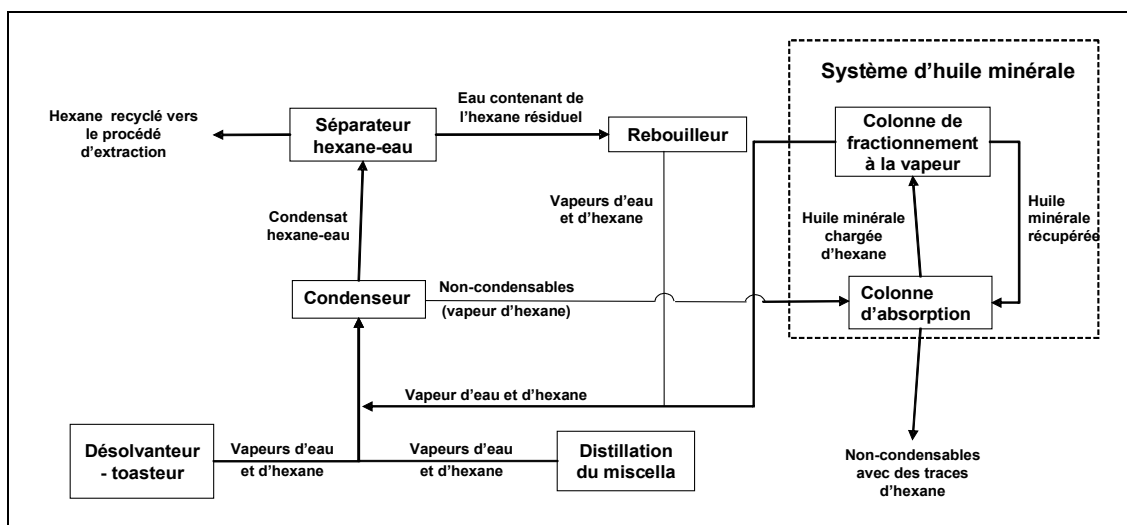 Système d'huile minérale
Hexane recyclé vers
le procédé
d'extraction
Séparateur
hexane-eau
Eau contenant de
l'hexane résiduel
Rebouilleur
Colonne de
fractionnement
à la vapeur
Condensat
hexane-eau
Vapeurs d'eau
et d'hexane
Huile minérale
chargée
d'hexane
Huile
minérale
récupérée
Condenseur
Non-condensables
(vapeur d'hexane)
Colonne
d'absorption
Vapeur d'eau et d'hexane
Désolvanteur
- toasteur
Vapeurs d'eau
et d'hexane
Vapeurs d'eau
et d'hexane
Distillation
du miscella
Non-condensables
avec des traces
d'hexane